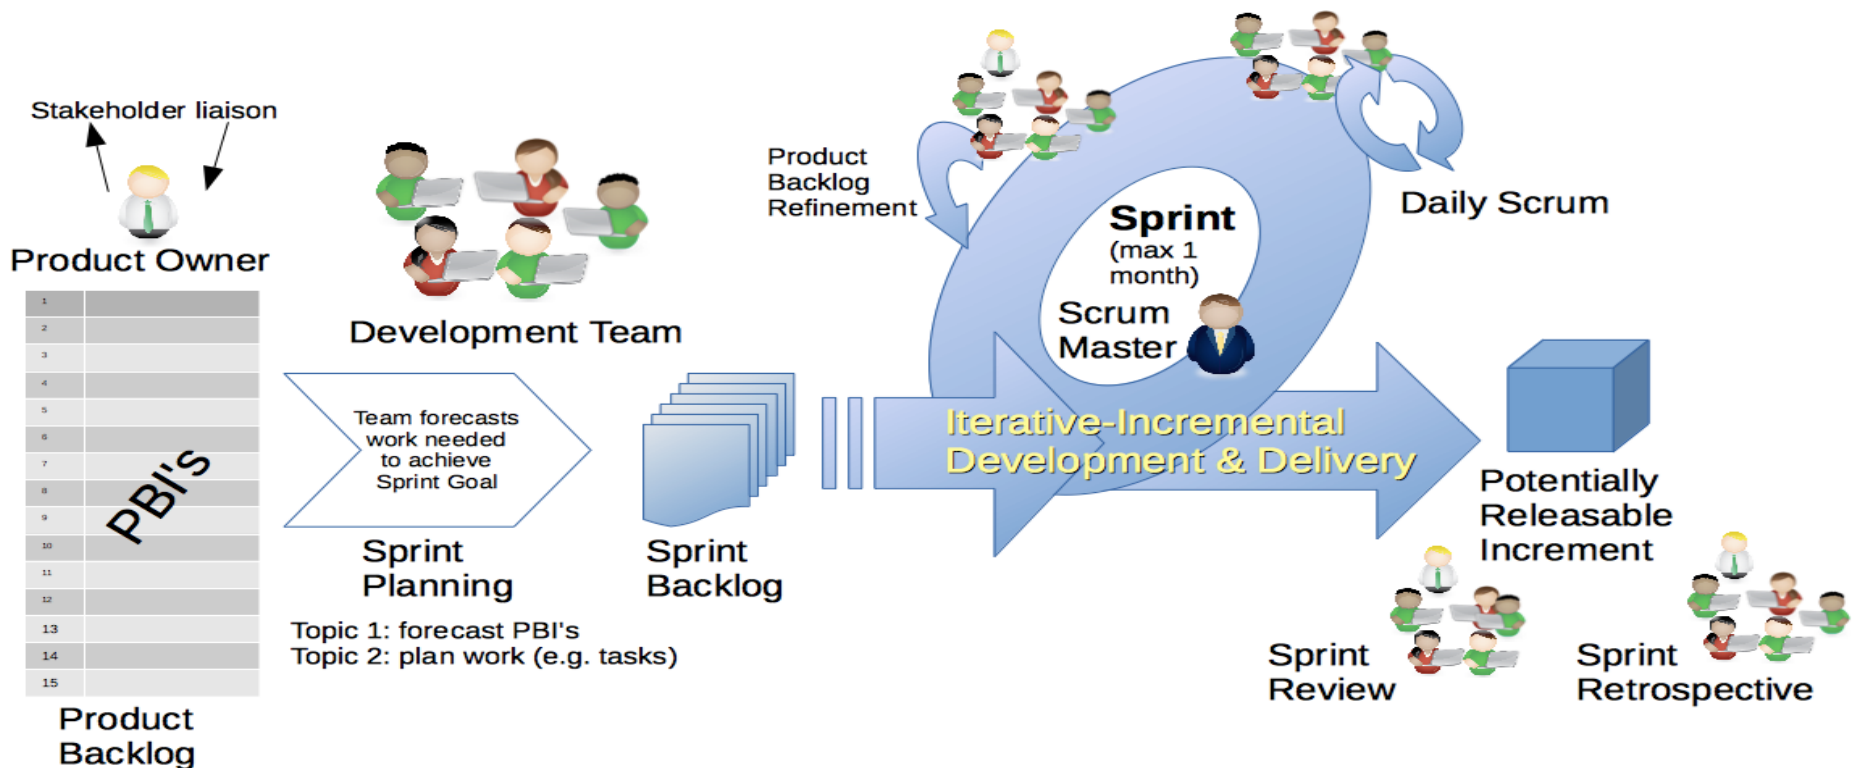 Stakeholder liaison
Product Owner
1
2
3
4
5
6
7
8
9
10
11
12
13
14
15
PBI's
Product
Backlog
Development Team
Team forecasts
work needed
to achieve
Sprint Goal
Sprint
Planning
Topic 1: forecast PBI's
Topic 2: plan work (e.g. tasks)
Sprint
Backlog
Product
Backlog
Refinement
Sprint
(max 1
month)
Scrum
Master
Daily Scrum
Iterative-Incremental
Development & Delivery
Potentially
Releasable
Increment
Sprint
Review
Sprint
Retrospective